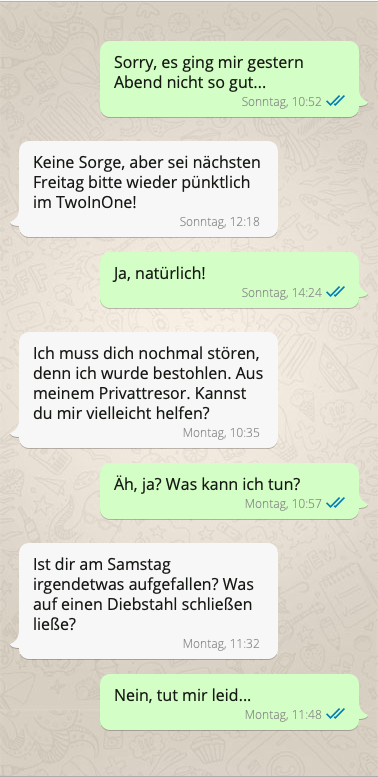 Sorry, es ging mir gestern
Abend nicht so gut...
Sonntag, 10:52
Keine Sorge, aber sei nächsten
Freitag bitte wieder pünktlich
im TwoInOne!
Sonntag, 12:18
Ja, natürlich!
Sonntag, 14:24
Ich muss dich nochmal stören,
denn ich wurde bestohlen. Aus
meinem Privattresor. Kannst
du mir vielleicht helfen?
Montag, 10:35
Äh, ja? Was kann ich tun?
Montag, 10:57
Ist dir am Samstag
irgendetwas aufgefallen? Was
auf einen Diebstahl schließen
ließe?
Montag, 11:32
Nein, tut mir leid...
Montag, 11:48